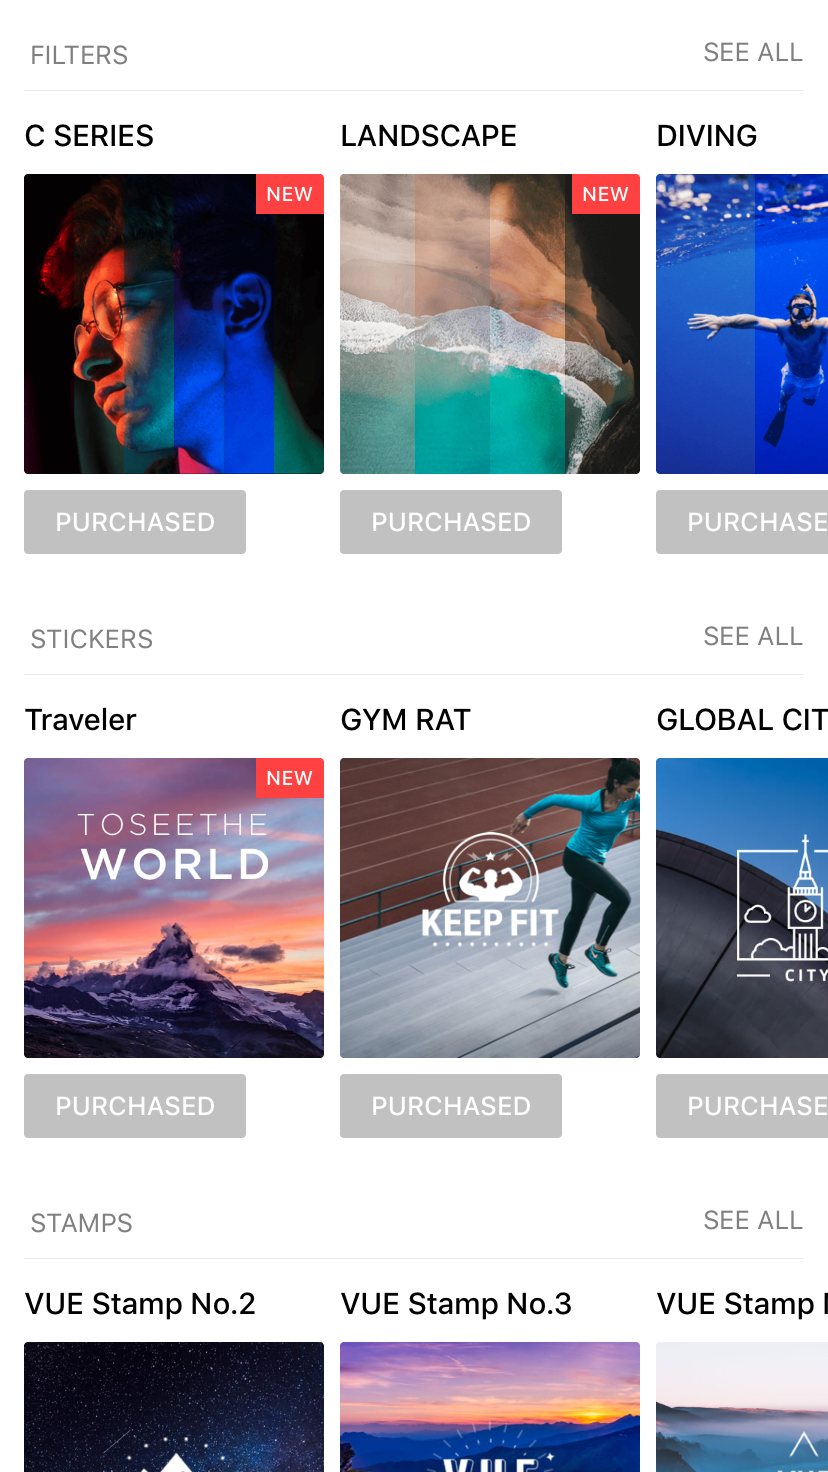 FILTERS
SEE ALL
C SERIES
LANDSCAPE
DIVING
NEW
NEW
PURCHASED
PURCHASED
PURCHASE
STICKERS
SEE ALL
Traveler
GYM RAT
GLOBAL CIT
NEW
TOSEETHE
WORLD
KEEP FIT
CITY
PURCHASED
PURCHASED
PURCHASE
STAMPS
SEE ALL
VUE Stamp No.2
VUE Stamp No.3
VUE Stamp
VUE